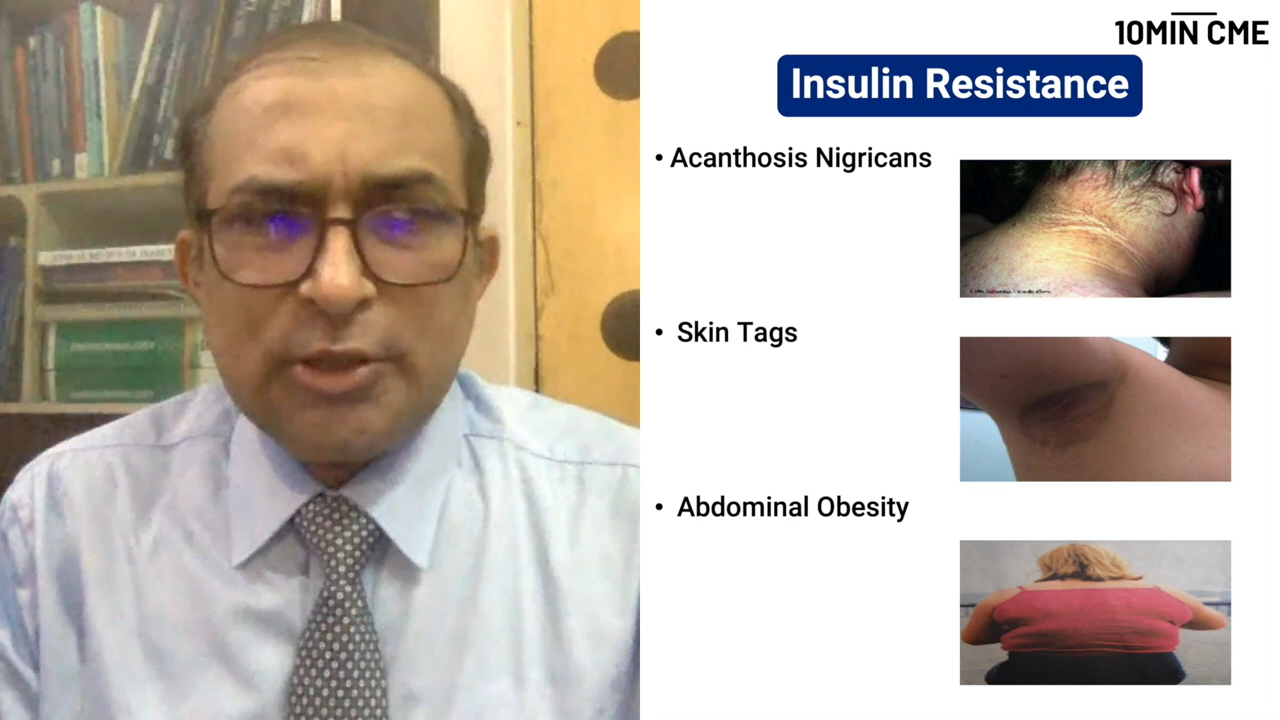 10MIN CME
Insulin Resistance
• Acanthosis Nigricans
• Skin Tags
• Abdominal Obesity